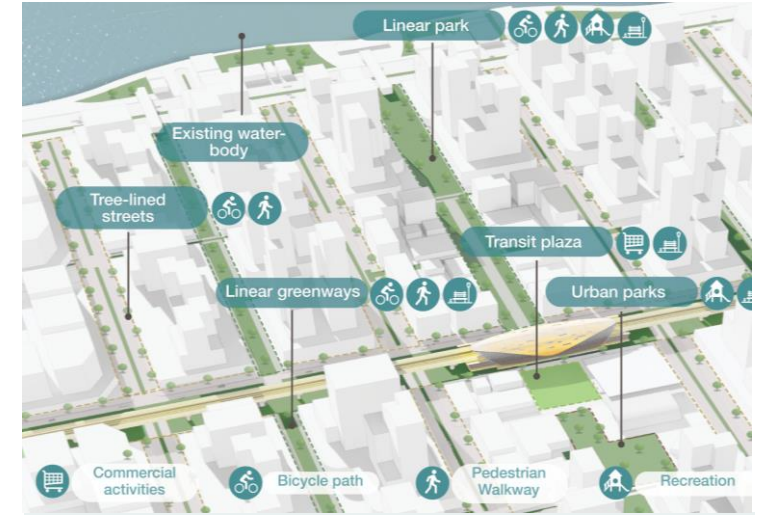 Linear park
Existing water-
body
Tree-lined
streets
Transit plaza
Linear greenways
Urban parks
Commercial
activities
Bicycle path
Pedestrian
Walkway
Recreation